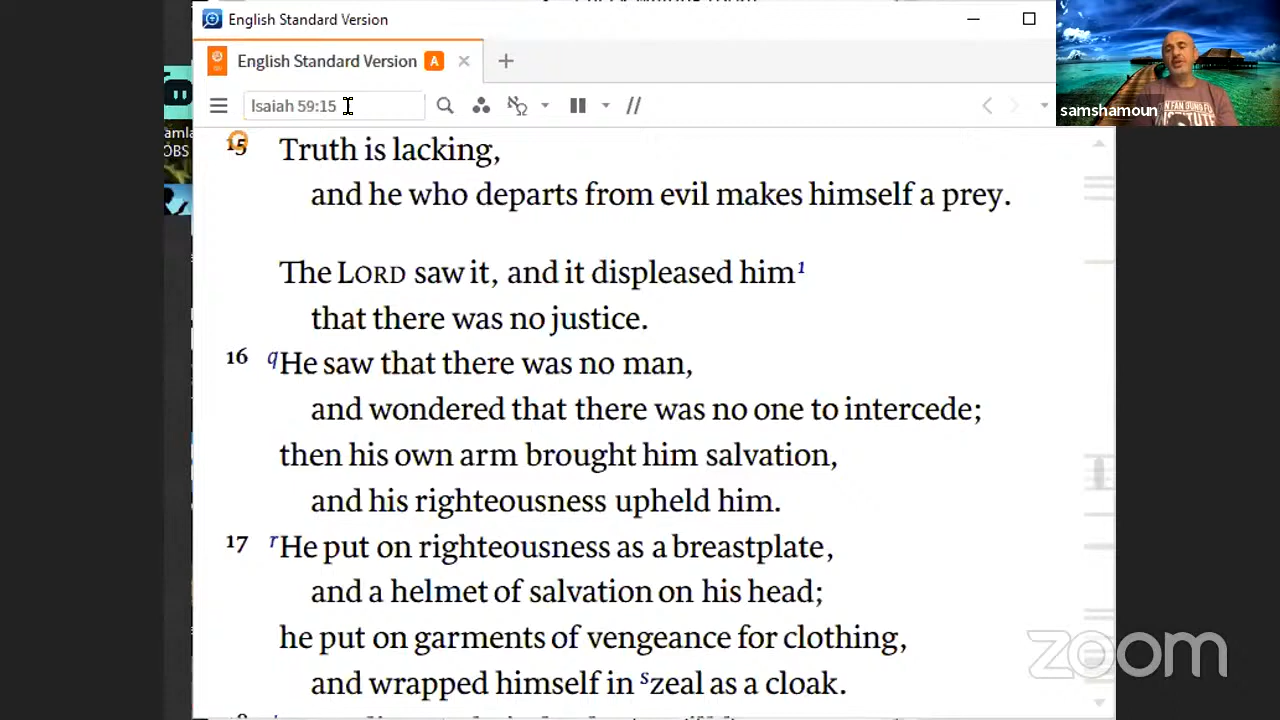 English Standard Version
English Standard Version A
Isaiah 59:15
samshamoun
ÖBS
15 Truth is lacking,
and he who departs from evil makes himself a prey.
The LORD saw it, and it displeased him1
that there was no justice.
16 qHe saw that there was no man,
and wondered that there was no one to intercede;
then his own arm brought him salvation,
and his righteousness upheld him.
17 rHe put on righteousness as a breastplate,
and a helmet of salvation on his head;
he put on garments of vengeance for clothing,
and wrapped himself in szeal as a cloak.
zoom